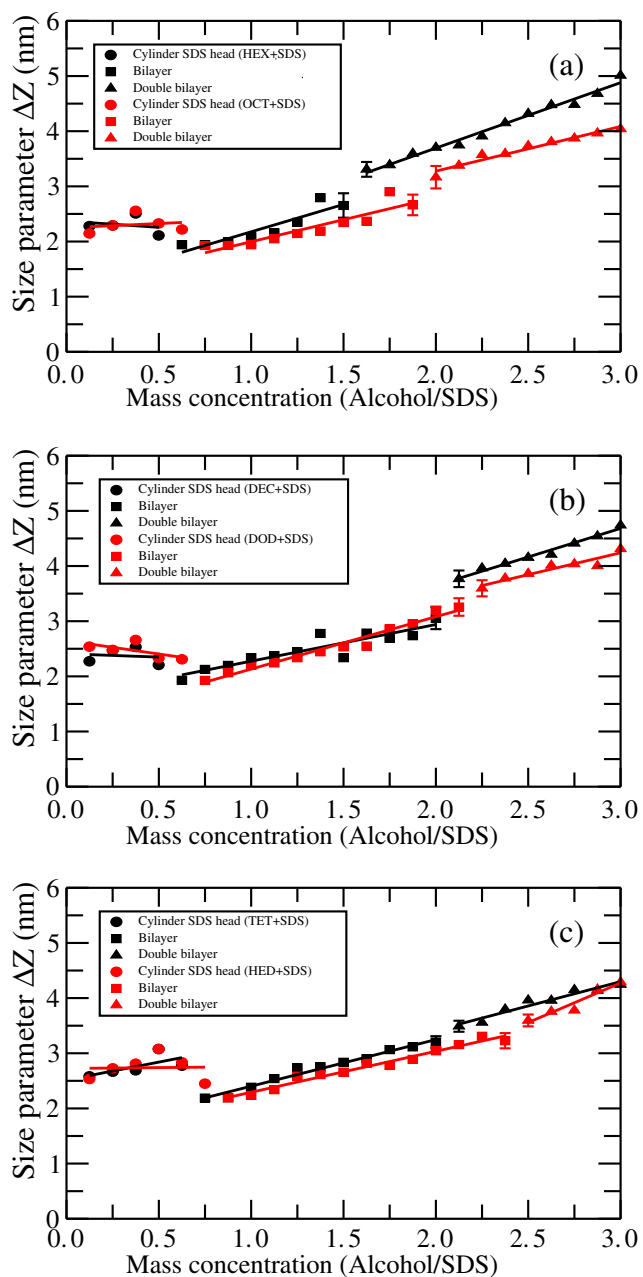 6
(a)
Cylinder SDS head (HEX+SDS)
Bilayer
Double bilayer
Cylinder SDS head (OCT+SDS)
Bilayer
Double bilayer
5
4
3
2
1
0
Size parameter ΔZ (nm)
0.0 0.5 1.0 1.5 2.0 2.5 3.0
Mass concentration (Alcohol/SDS)
6
(b)
Cylinder SDS head (DEC+SDS)
Bilayer
Double bilayer
Cylinder SDS head (DOD+SDS)
Bilayer
Double bilayer
5
4
3
2
1
0
Size parameter ΔZ (nm)
0.0 0.5 1.0 1.5 2.0 2.5 3.0
Mass concentration (Alcohol/SDS)
6
(c)
Cylinder SDS head (TET+SDS)
Bilayer
Double bilayer
Cylinder SDS head (HED+SDS)
Bilayer
Double bilayer
5
4
3
2
1
0
Size parameter ΔZ (nm)
0.0 0.5 1.0 1.5 2.0 2.5 3.0
Mass concentration (Alcohol/SDS)